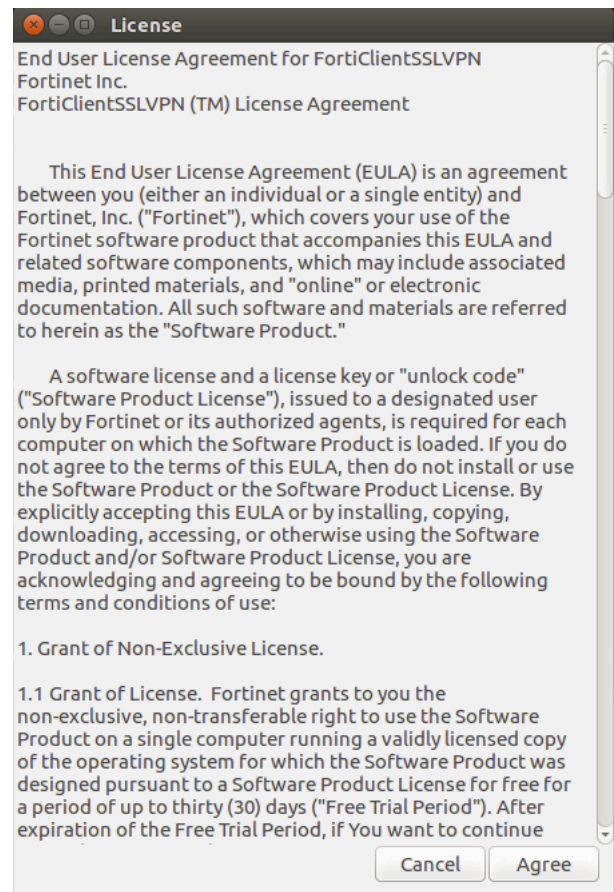 License
End User License Agreement for FortiClientSSLVPN
Fortinet Inc.
FortiClientSSLVPN (TM) License Agreement
This End User License Agreement (EULA) is an agreement
between you (either an individual or a single entity) and
Fortinet, Inc. ("Fortinet"), which covers your use of the
Fortinet software product that accompanies this EULA and
related software components, which may include associated
media, printed materials, and "online" or electronic
documentation. All such software and materials are referred
to herein as the "Software Product."
A software license and a license key or "unlock code"
("Software Product License"), issued to a designated user
only by Fortinet or its authorized agents, is required for each
computer on which the Software Product is loaded. If you do
not agree to the terms of this EULA, then do not install or use
the Software Product or the Software Product License. By
explicitly accepting this EULA or by installing, copying,
downloading, accessing, or otherwise using the Software
Product and/or Software Product License, you are
acknowledging and agreeing to be bound by the following
terms and conditions of use:
1. Grant of Non-Exclusive License.
1.1 Grant of License.  Fortinet grants to you the
non-exclusive, non-transferable right to use the Software
Product on a single computer running a validly licensed copy
of the operating system for which the Software Product was
designed pursuant to a Software Product License for free for
a period of up to thirty (30) days ("Free Trial Period"). After
expiration of the Free Trial Period, if You want to continue
Cancel Agree